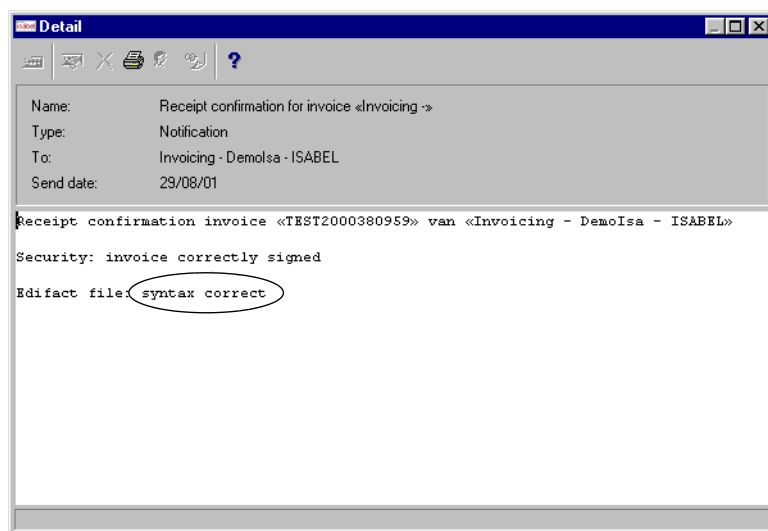 isabel Detail
?
Name: Receipt confirmation for invoice «Invoicing -»
Type: Notification
To: Invoicing - DemoIsa - ISABEL
Send date: 29/08/01
Receipt confirmation invoice «TEST2000380959» van «Invoicing - DemoIsa - ISABEL»
Security: invoice correctly signed
Edifact file: syntax correct